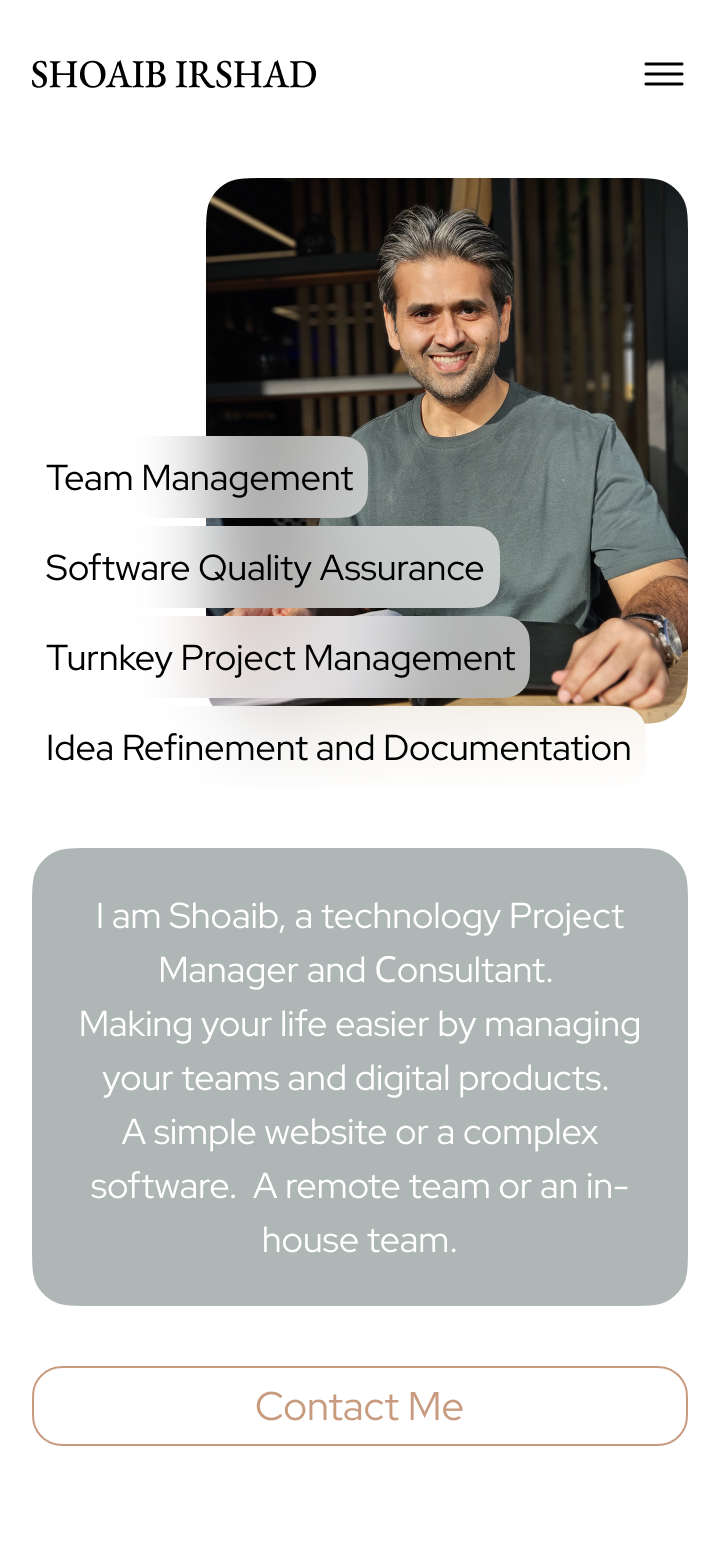 SHOAIB IRSHAD
Team Management
Software Quality Assurance
Turnkey Project Management
Idea Refinement and Documentation
I am Shoaib, a technology Project
Manager and Consultant.
Making your life easier by managing
your teams and digital products.
A simple website or a complex
software.  A remote team or an in-
house team.
Contact Me